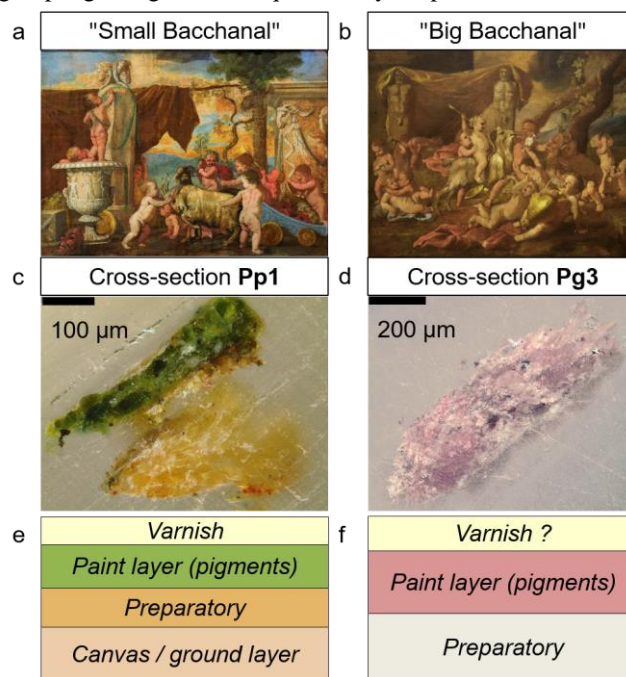 a "Small Bacchanal" b "Big Bacchanal"
c Cross-section Pp1 d Cross-section Pg3
100 µm 200 µm
e Varnish f Varnish ?
Paint layer (pigments) Paint layer (pigments)
Preparatory Preparatory
Canvas / ground layer